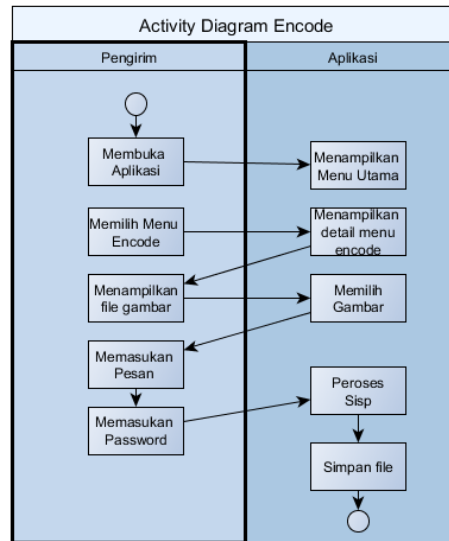 Activity Diagram Encode
Pengirim
Aplikasi
Membuka
Aplikasi
Menampilkan
Menu Utama
Memilih Menu
Encode
Menampilkan
detail menu
encode
Menampilkan
file gambar
Memilih
Gambar
Memasukan
Pesan
Memasukan
Password
Peroses
Sisp
Simpan file